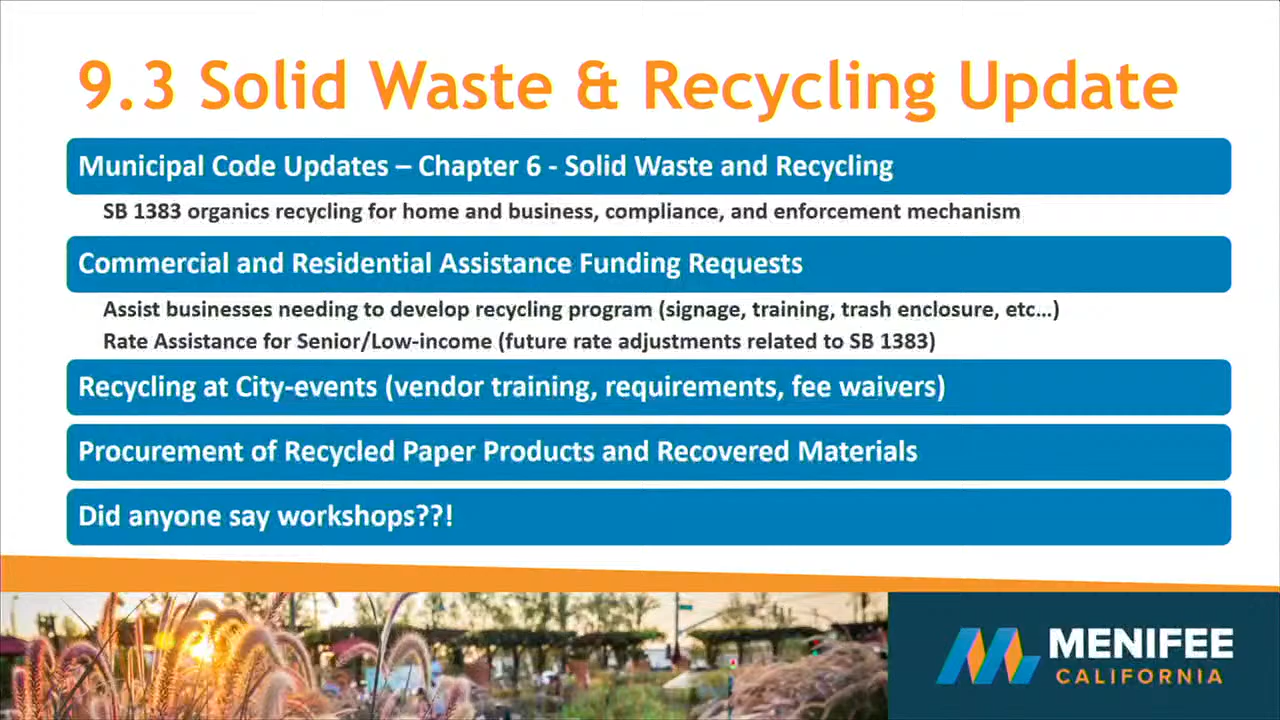 9.3 Solid Waste & Recycling Update
Municipal Code Updates – Chapter 6 - Solid Waste and Recycling
SB 1383 organics recycling for home and business, compliance, and enforcement mechanism
Commercial and Residential Assistance Funding Requests
Assist businesses needing to develop recycling program (signage, training, trash enclosure, etc…)
Rate Assistance for Senior/Low-income (future rate adjustments related to SB 1383)
Recycling at City-events (vendor training, requirements, fee waivers)
Procurement of Recycled Paper Products and Recovered Materials
Did anyone say workshops??!
MENIFEE
CALIFORNIA